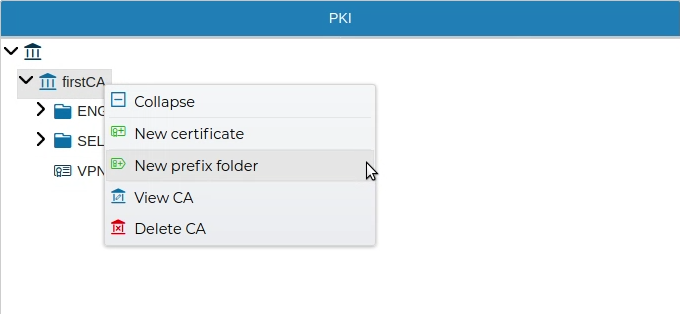 PKI
firstCA
Collapse
ENG
New certificate
SEL
New prefix folder
VPN
View CA
Delete CA